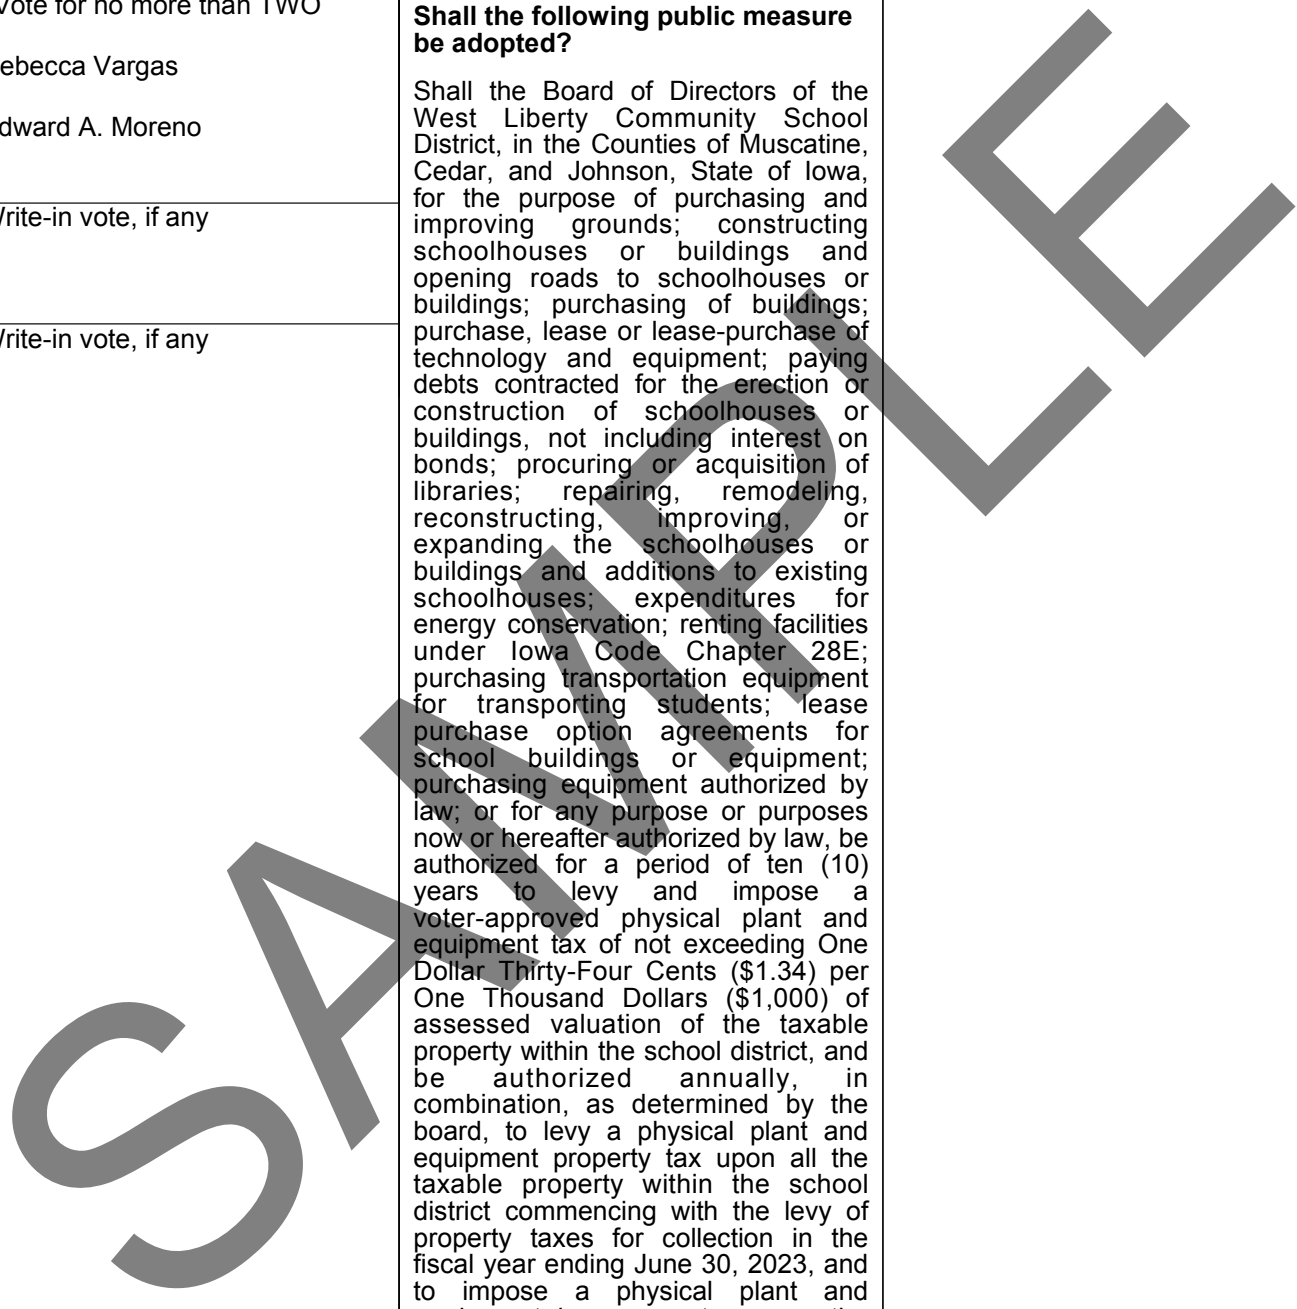 Vote for no more than TWO
ebecca Vargas
dward A. Moreno
Write-in vote, if any
Write-in vote, if any
Shall the following public measure
be adopted?
Shall the Board of Directors of the
West Liberty Community School
District, in the Counties of Muscatine,
Cedar, and Johnson, State of Iowa,
for the purpose of purchasing and
improving grounds; constructing
schoolhouses or buildings and
opening roads to schoolhouses or
buildings; purchasing of buildings;
purchase, lease or lease-purchase of
technology and equipment; paying
debts contracted for the erection or
construction of schoolhouses or
buildings, not including interest on
bonds; procuring or acquisition of
libraries; repairing, remodeling,
reconstructing, improving, or
expanding the schoolhouses or
buildings and additions to existing
schoolhouses; expenditures for
energy conservation; renting facilities
under Iowa Code Chapter 28E;
purchasing transportation equipment
for transporting students; lease
purchase option agreements for
school buildings or equipment;
purchasing equipment authorized by
law; or for any purpose or purposes
now or hereafter authorized by law, be
authorized for a period of ten (10)
years to levy and impose a
voter-approved physical plant and
equipment tax of not exceeding One
Dollar Thirty-Four Cents ($1.34) per
One Thousand Dollars ($1,000) of
assessed valuation of the taxable
property within the school district, and
be authorized annually, in
combination, as determined by the
board, to levy a physical plant and
equipment property tax upon all the
taxable property within the school
district commencing with the levy of
property taxes for collection in the
fiscal year ending June 30, 2023, and
to impose a physical plant and
SAMPLE